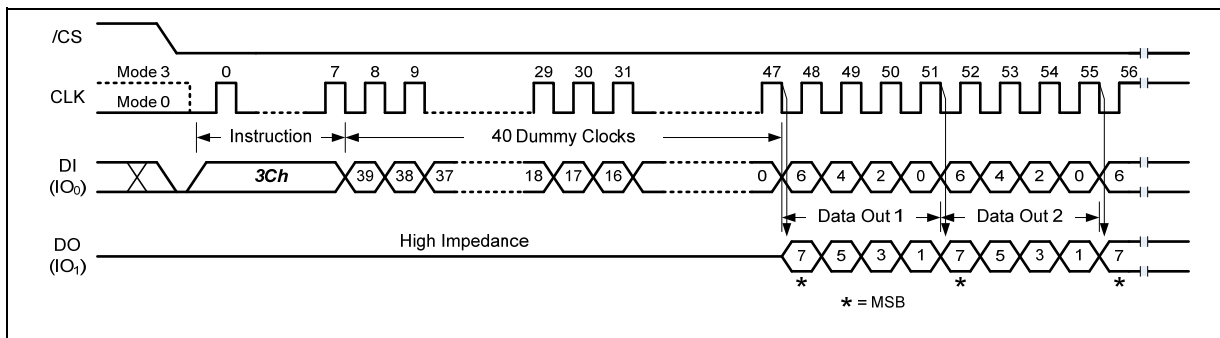 /CS
Mode 3 0 7 8 9 29 30 31 47 48 49 50 51 52 53 54 55 56
CLK
Mode 0
Instruction 40 Dummy Clocks
DI
(IO0)
3Ch 39 38 37 18 17 16 0 6 4 2 0 6 4 2 0 6
Data Out 1 Data Out 2
High Impedance
DO
(IO1)
7 5 3 1 7 5 3 1 7
* * *
* = MSB